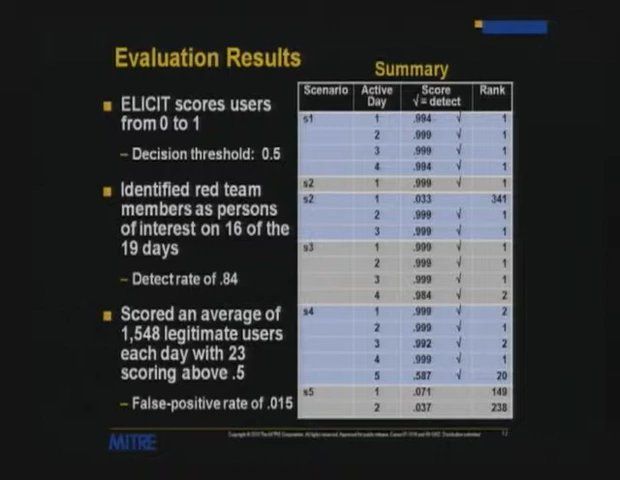 Evaluation Results
ELICIT scores users
from 0 to 1
– Decision threshold: 0.5
Identified red team
members as persons
of interest on 16 of the
19 days
– Detect rate of .84
Scored an average of
1,548 legitimate users
each day with 23
scoring above .5
– False-positive rate of .015
Summary
Scenario Active Day Score √ = detect Rank
s1 1 .994 √ 1
2 .999 √ 1
3 .999 √ 1
4 .994 √ 1
s2 1 .999 √ 1
s2 1 .033 341
2 .999 √ 1
3 .999 √ 1
s3 1 .999 √ 1
2 .999 √ 1
3 .999 √ 1
4 .984 √ 2
s4 1 .999 √ 2
2 .999 √ 1
3 .992 √ 2
4 .999 √ 1
5 .587 √ 20
s5 1 .071 149
2 .037 238
MITRE